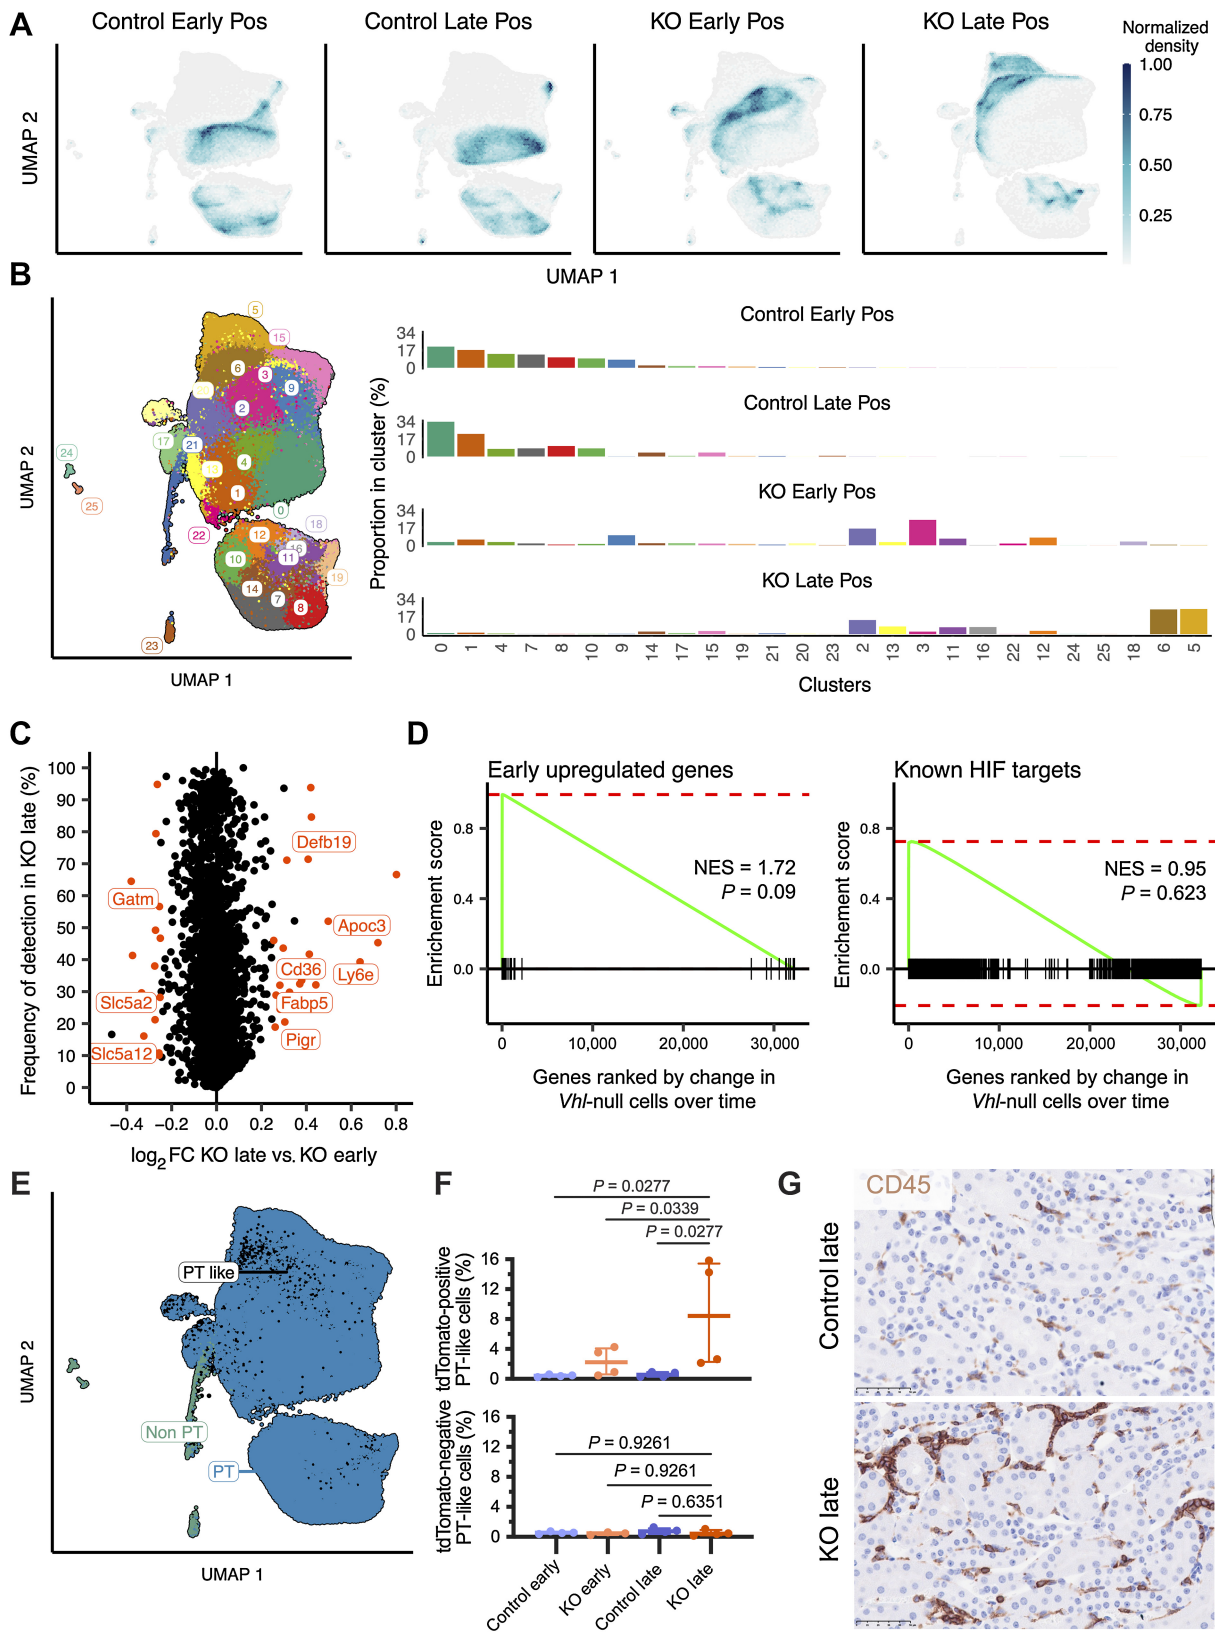 A
Control Early Pos
Control Late Pos
KO Early Pos
KO Late Pos
Normalized
density
1.00
0.75
0.50
0.25
UMAP 2
UMAP 1
B
5
15
6
3
9
2
17
21
24
13
4
25
1
0
22
18
12
16
10
11
19
14
7
8
23
UMAP 2
UMAP 1
Proportion in cluster (%)
Control Early Pos
34
17
0
Control Late Pos
34
17
0
KO Early Pos
34
17
0
KO Late Pos
34
17
0
0 1 4 7 8 10 9 14 17 15 19 21 20 23 2 13 3 11 16 22 12 24 25 18 6 5
Clusters
C
Frequency of detection in KO late (%)
100
90
80
70
60
50
40
30
20
10
0
Defb19
Gatm
Apoc3
Cd36
Ly6e
Slc5a2
Fabp5
Pigr
Slc5a12
−0.4 −0.2 0.0 0.2 0.4 0.6 0.8
log2FC KO late vs. KO early
D
Early upregulated genes
Enrichement score
0.8
0.4
0.0
NES = 1.72
P = 0.09
0 10,000 20,000 30,000
Genes ranked by change in
Vhl-null cells over time
Known HIF targets
Enrichement score
0.8
0.4
0.0
NES = 0.95
P = 0.623
0 10,000 20,000 30,000
Genes ranked by change in
Vhl-null cells over time
E
PT like
Non PT
PT
UMAP 2
UMAP 1
F
P = 0.0277
P = 0.0339
P = 0.0277
tdTomato-positive
PT-like cells (%)
16
12
8
4
0
tdTomato-negative
PT-like cells (%)
16
12
8
4
0
P = 0.9261
P = 0.9261
P = 0.6351
Control early
KO early
Control late
KO late
G
CD45
Control late
KO late